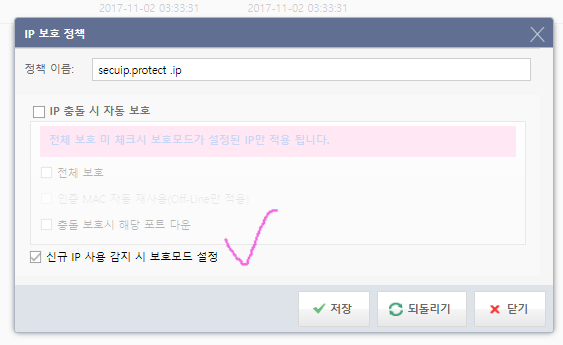 2017-11-02 03:33:31 2017-11-02 03:33:31
IP 보호 정책
정책 이름: secuip.protect .ip
IP 충돌 시 자동 보호
전체 보호 미 체크시 보호모드가 설정된 IP만 적용 됩니다.
전체 보호
인증 MAC 자동 재사용(Off-Line만 적용)
충돌 보호시 해당 포트 다운
신규 IP 사용 감지 시 보호모드 설정
저장 되돌리기 닫기